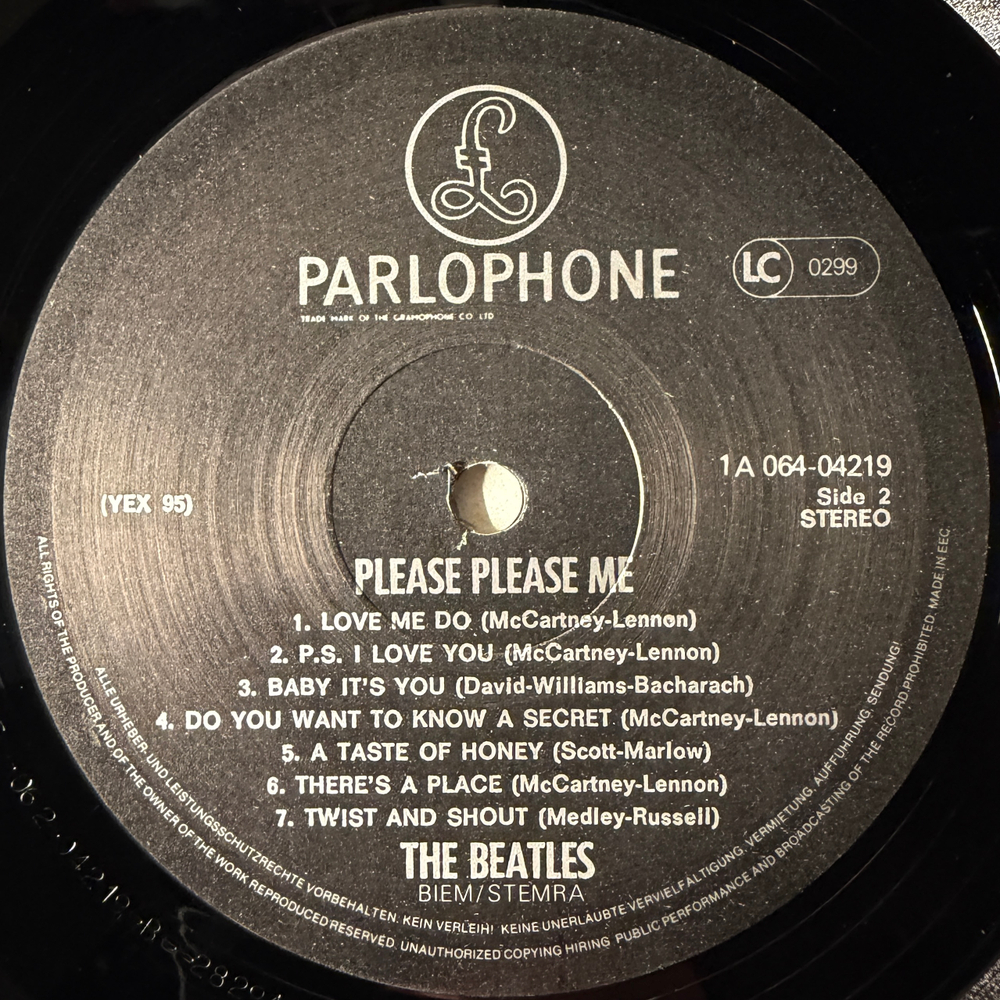 £
PARLOPHONE
TRADE MARK OF THE GRAMOPHONE CO LTD
LC 0299
1A 064-04219
Side 2
STEREO
(YEX 95)
PLEASE PLEASE ME
1. LOVE ME DO (McCartney-Lennon)
2. P.S. I LOVE YOU (McCartney-Lennon)
3. BABY IT'S YOU (David-Williams-Bacharach)
4. DO YOU WANT TO KNOW A SECRET (McCartney-Lennon)
5. A TASTE OF HONEY (Scott-Marlow)
6. THERE'S A PLACE (McCartney-Lennon)
7. TWIST AND SHOUT (Medley-Russell)
THE BEATLES
BIEM/STEMRA
ALLE URHEBER- UND LEISTUNGSSCHUTZRECHTE VORBEHALTEN. KEIN VERLEIH! KEINE UNERLAUBTE VERVIELFÄLTIGUNG, VERMIETUNG, AUFFÜHRUNG, SENDUNG!
ALL RIGHTS OF THE PRODUCER AND OF THE OWNER OF THE WORK REPRODUCED RESERVED. UNAUTHORIZED COPYING HIRING PUBLIC PERFORMANCE AND BROADCASTING OF THE RECORD PROHIBITED. MADE IN EEC.